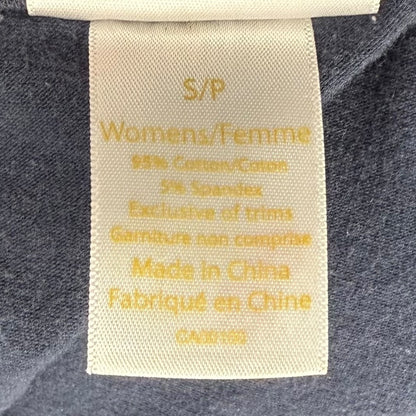 S/P
Womens/Femme
95% Cotton/Coton
5% Spandex
Exclusive of trims
Garniture non comprise
Made in China
Fabriqué en Chine